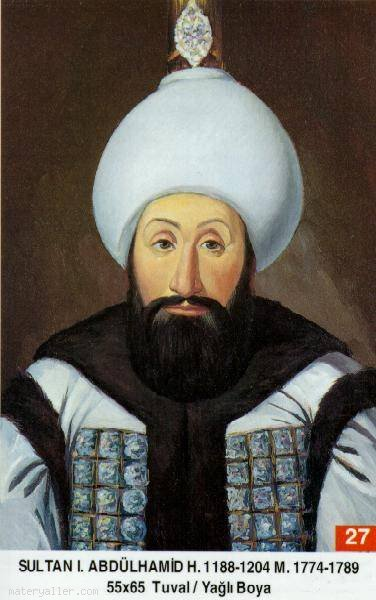 27
SULTAN I. ABDÜLHAMİD H. 1188-1204 M. 1774-1789
55x65 Tuval / Yağlı Boya
materyaller.com